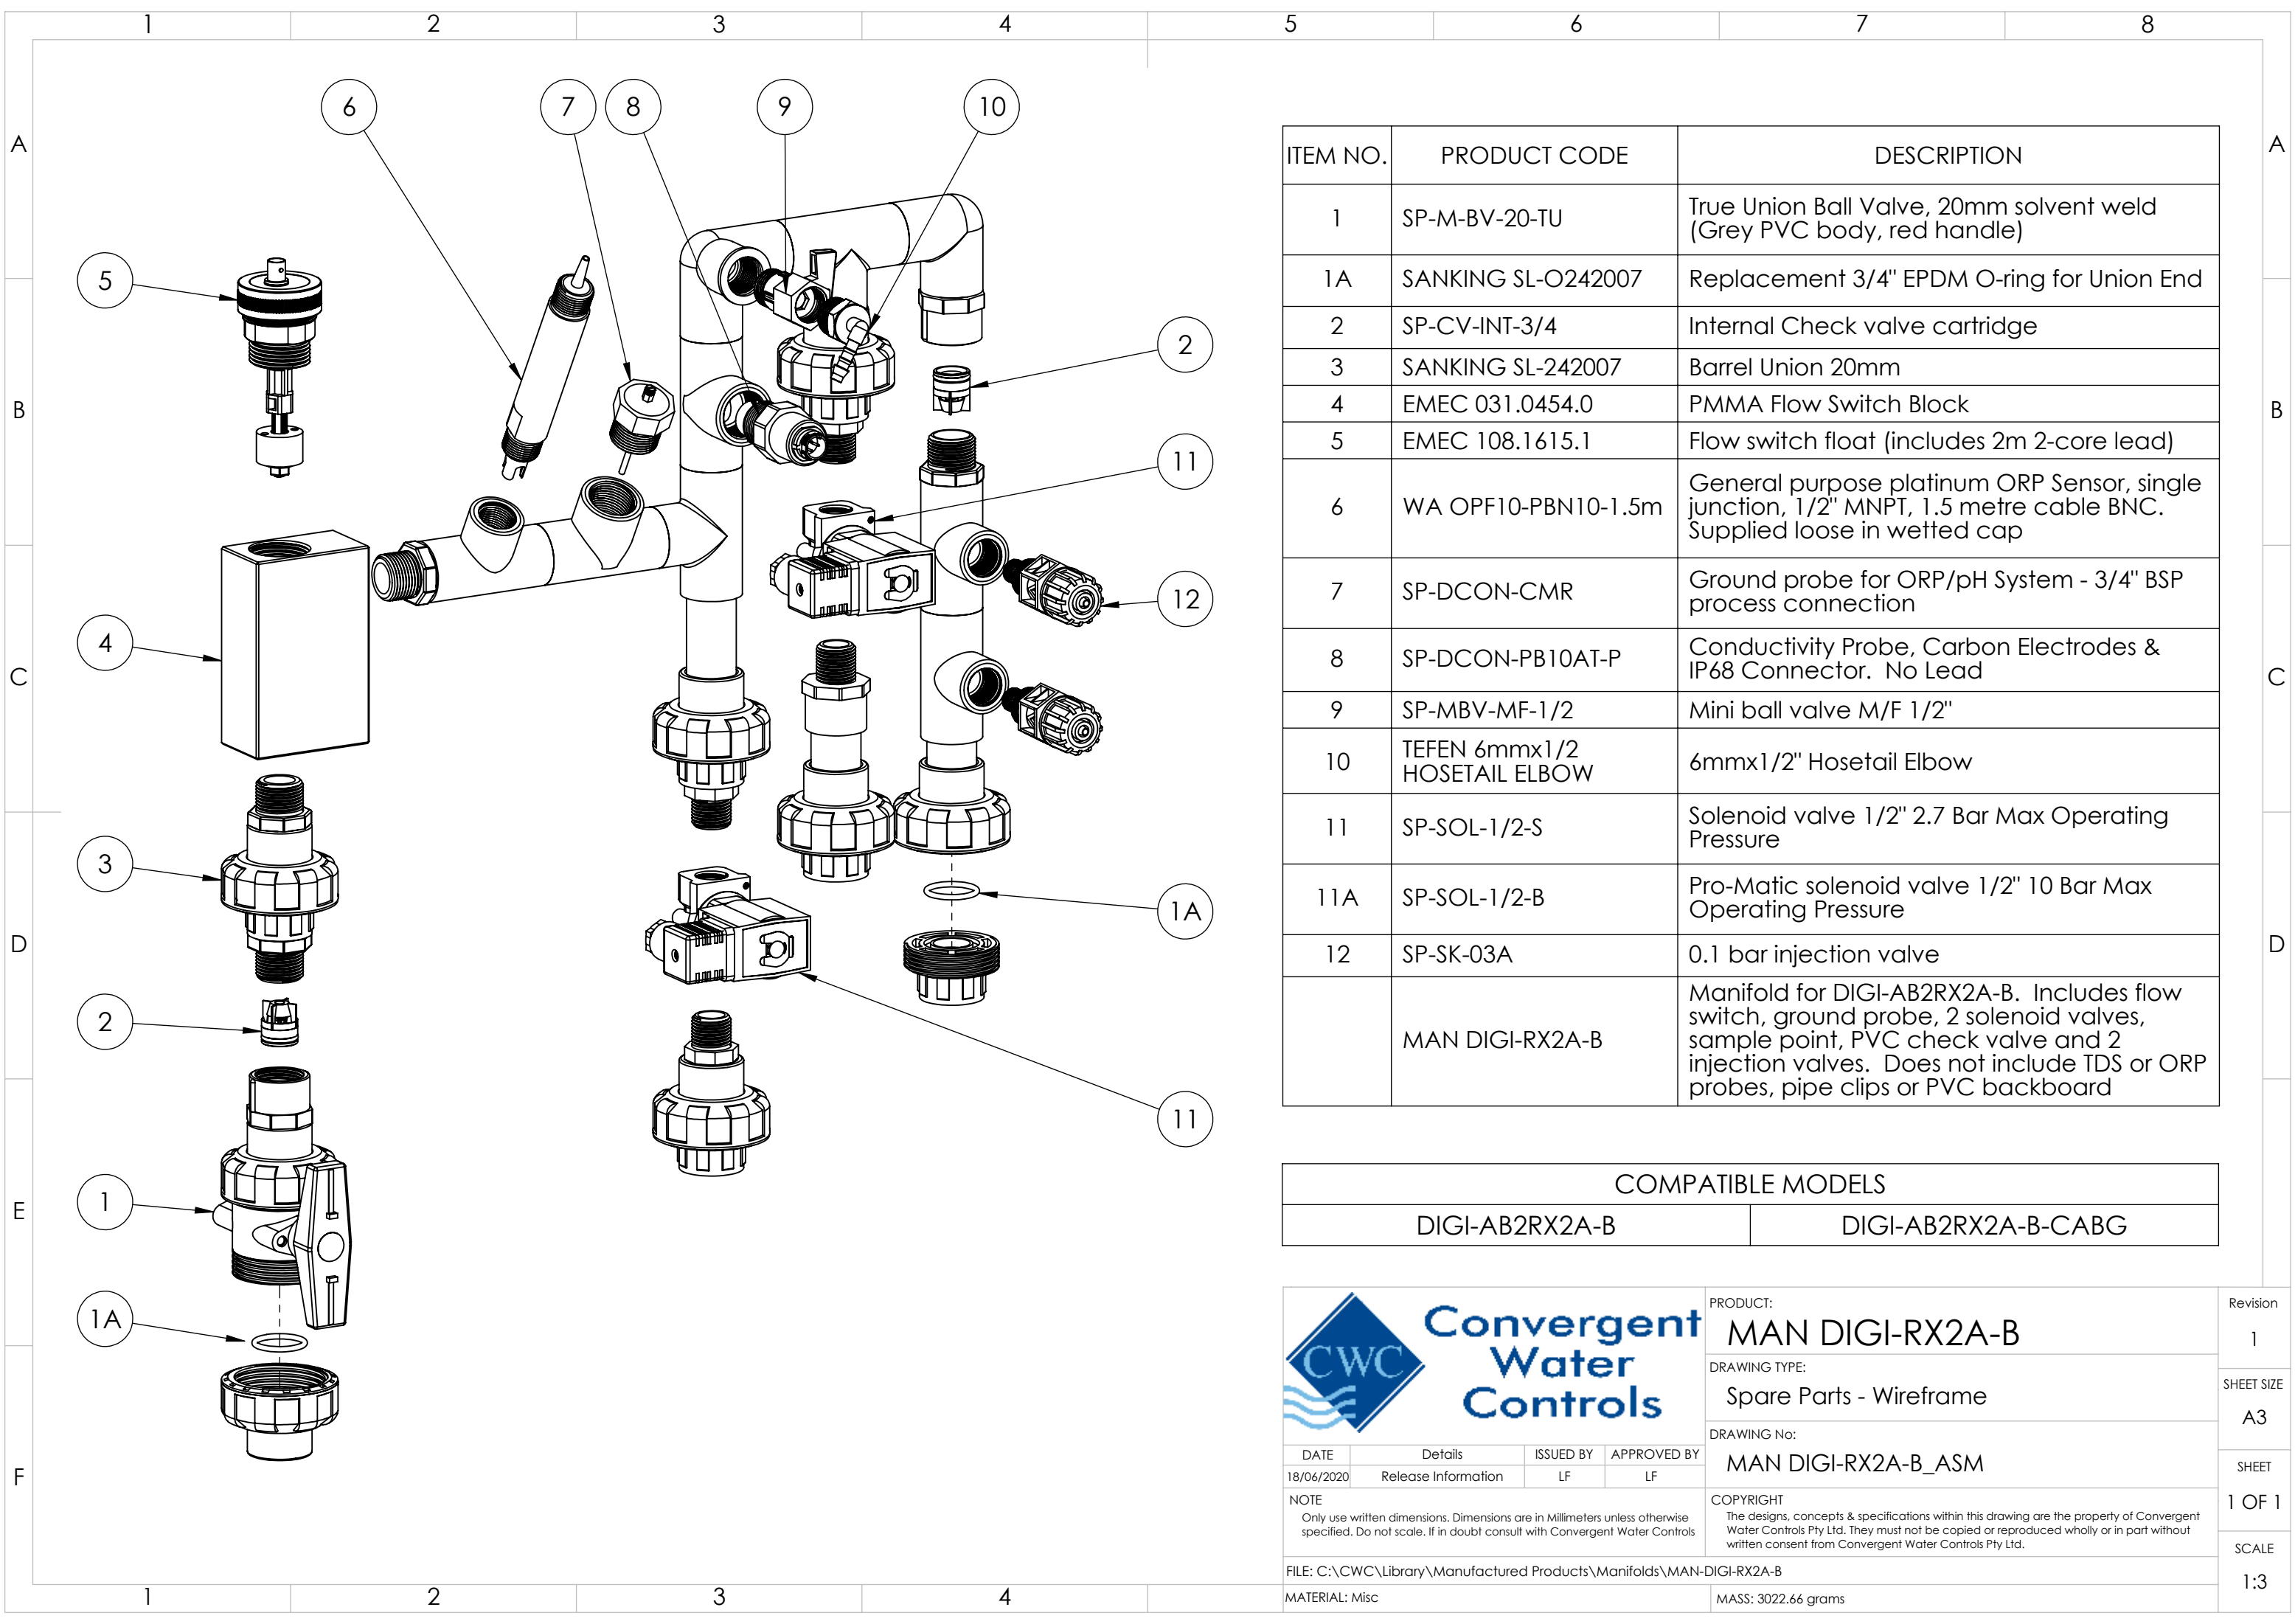 1 2 3 4 5 6 7 8
A
B
C
D
E
F
A
B
C
D
6
7
8
9
10
5
2
11
4
12
3
1A
2
11
1
1A
ITEM NO. PRODUCT CODE DESCRIPTION
1 SP-M-BV-20-TU True Union Ball Valve, 20mm solvent weld
(Grey PVC body, red handle)
1A SANKING SL-O242007 Replacement 3/4" EPDM O-ring for Union End
2 SP-CV-INT-3/4 Internal Check valve cartridge
3 SANKING SL-242007 Barrel Union 20mm
4 EMEC 031.0454.0 PMMA Flow Switch Block
5 EMEC 108.1615.1 Flow switch float (includes 2m 2-core lead)
6 WA OPF10-PBN10-1.5m General purpose platinum ORP Sensor, single
junction, 1/2" MNPT, 1.5 metre cable BNC.
Supplied loose in wetted cap
7 SP-DCON-CMR Ground probe for ORP/pH System - 3/4" BSP
process connection
8 SP-DCON-PB10AT-P Conductivity Probe, Carbon Electrodes &
IP68 Connector. No Lead
9 SP-MBV-MF-1/2 Mini ball valve M/F 1/2"
10 TEFEN 6mmx1/2
HOSETAIL ELBOW 6mmx1/2" Hosetail Elbow
11 SP-SOL-1/2-S Solenoid valve 1/2" 2.7 Bar Max Operating
Pressure
11A SP-SOL-1/2-B Pro-Matic solenoid valve 1/2" 10 Bar Max
Operating Pressure
12 SP-SK-03A 0.1 bar injection valve
MAN DIGI-RX2A-B Manifold for DIGI-AB2RX2A-B. Includes flow
switch, ground probe, 2 solenoid valves,
sample point, PVC check valve and 2
injection valves. Does not include TDS or ORP
probes, pipe clips or PVC backboard
COMPATIBLE MODELS
DIGI-AB2RX2A-B DIGI-AB2RX2A-B-CABG
CWC
Convergent
Water
Controls
PRODUCT:
MAN DIGI-RX2A-B
DRAWING TYPE:
Spare Parts - Wireframe
DRAWING No:
MAN DIGI-RX2A-B_ASM
Revision
1
SHEET SIZE
A3
SHEET
1 OF 1
SCALE
1:3
DATE Details ISSUED BY APPROVED BY
18/06/2020 Release Information LF LF
NOTE
Only use written dimensions. Dimensions are in Millimeters unless otherwise
specified. Do not scale. If in doubt consult with Convergent Water Controls
COPYRIGHT
The designs, concepts & specifications within this drawing are the property of Convergent
Water Controls Pty Ltd. They must not be copied or reproduced wholly or in part without
written consent from Convergent Water Controls Pty Ltd.
FILE: C:\CWC\Library\Manufactured Products\Manifolds\MAN-DIGI-RX2A-B
MATERIAL: Misc MASS: 3022.66 grams
1 2 3 4